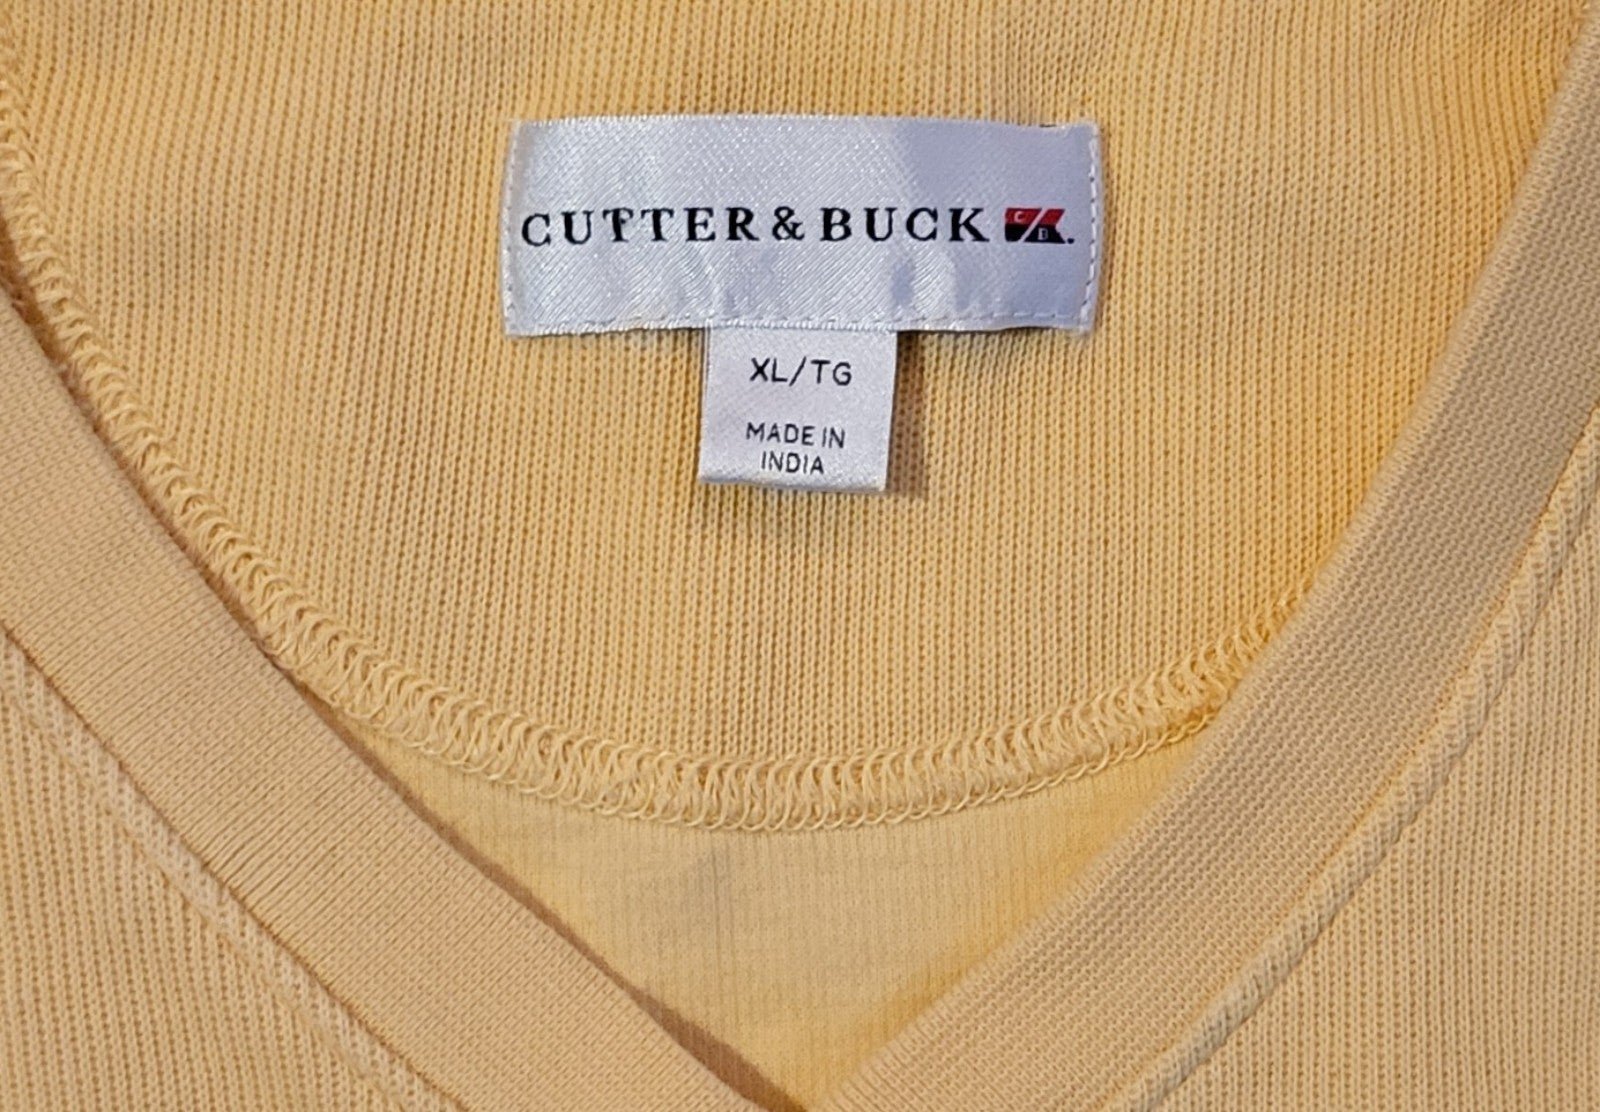 CUTTER & BUCK C/B.
XL/TG
MADE IN
INDIA